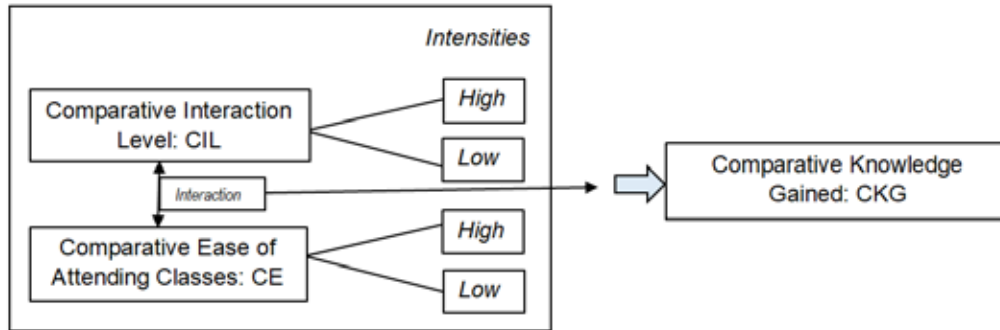 Intensities
Comparative Interaction
Level: CIL
High
Low
Interaction
Comparative Knowledge
Gained: CKG
Comparative Ease of
Attending Classes: CE
High
Low